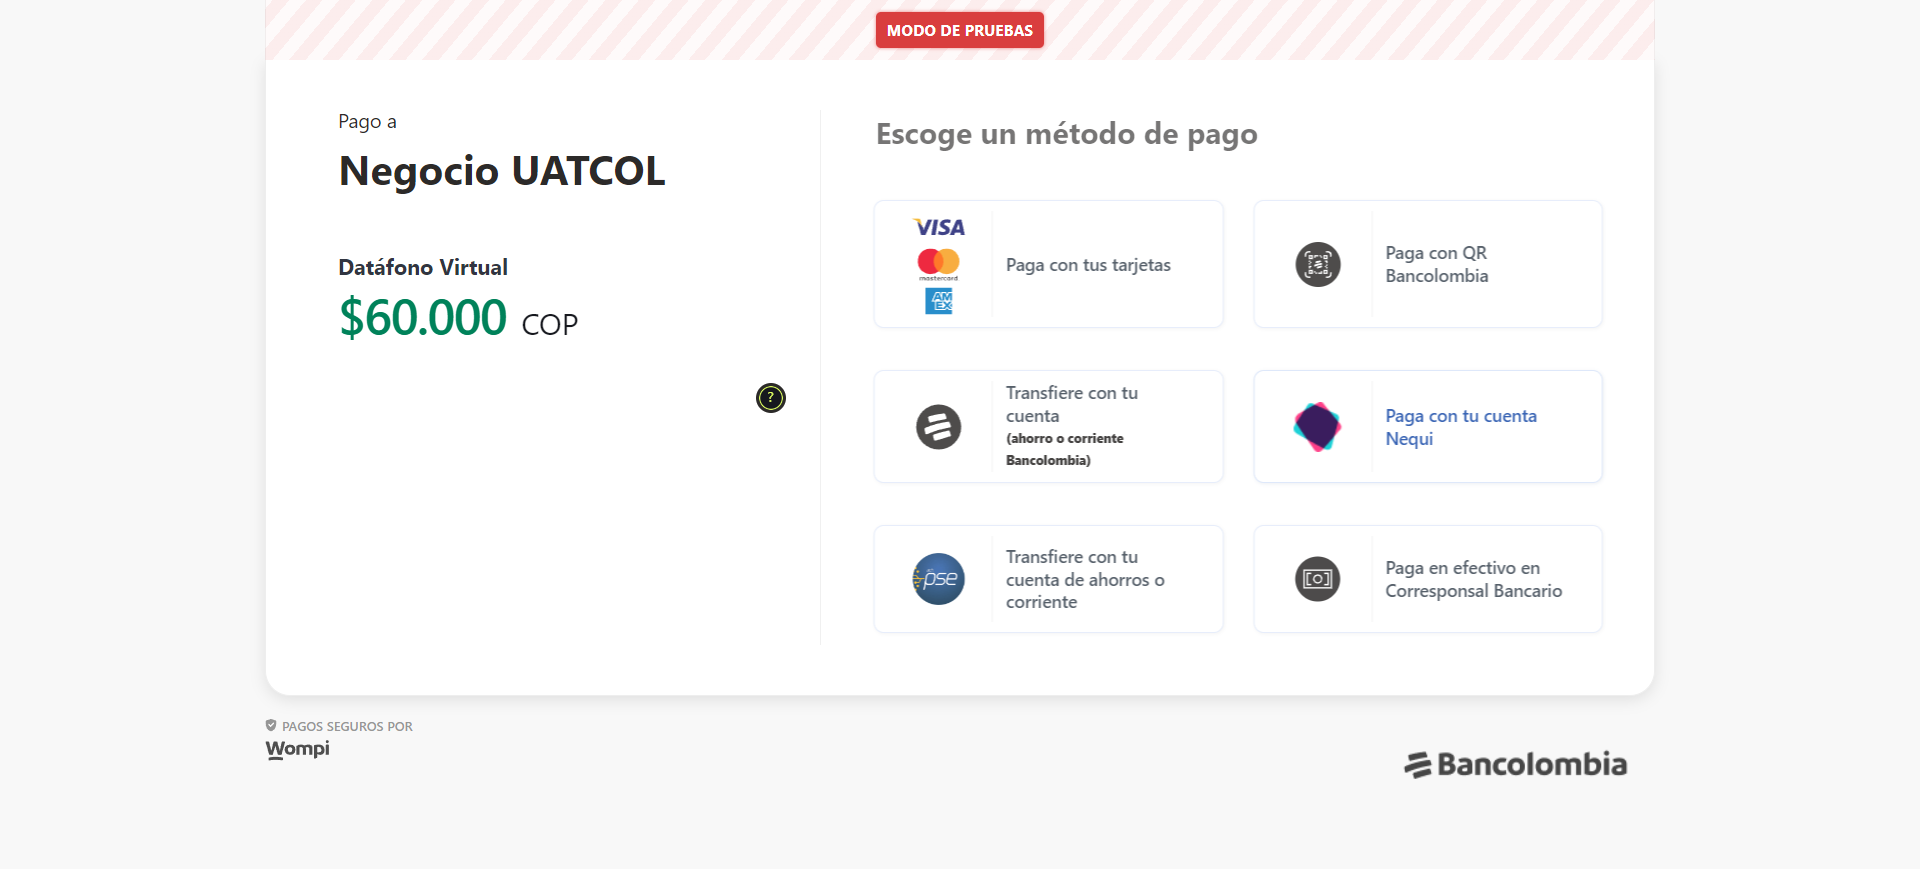 MODO DE PRUEBAS
Pago a
Negocio UATCOL
Datáfono Virtual
$60.000 COP
?
Escoge un método de pago
VISA
mastercard
AM
EX
Paga con tus tarjetas
Paga con QR
Bancolombia
Transfiere con tu
cuenta
(ahorro o corriente
Bancolombia)
Paga con tu cuenta
Nequi
pse
Transfiere con tu
cuenta de ahorros o
corriente
Paga en efectivo en
Corresponsal Bancario
PAGOS SEGUROS POR
Wompi
Bancolombia